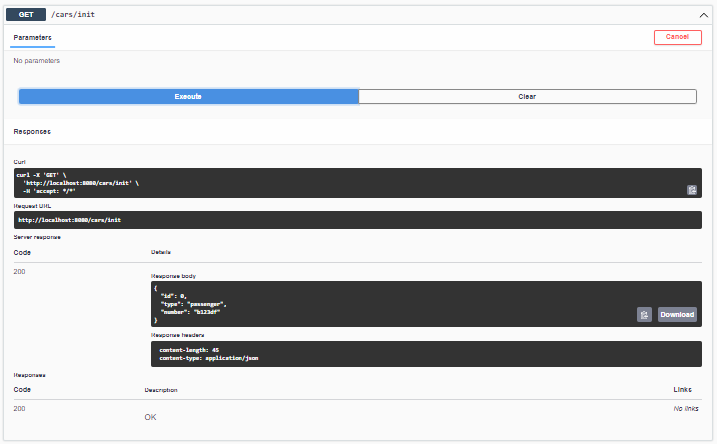 GET /cars/init
Parameters
Cancel
No parameters
Execute
Clear
Responses
Curl
curl -X 'GET' \
'http://localhost:8080/cars/init' \
-H 'accept: */*'
Request URL
http://localhost:8080/cars/init
Server response
Code Details
200
Response body
{
"id": 0,
"type": "passenger",
"number": "b123df"
}
Download
Response headers
content-length: 45
content-type: application/json
Responses
Code Description Links
200 OK No links